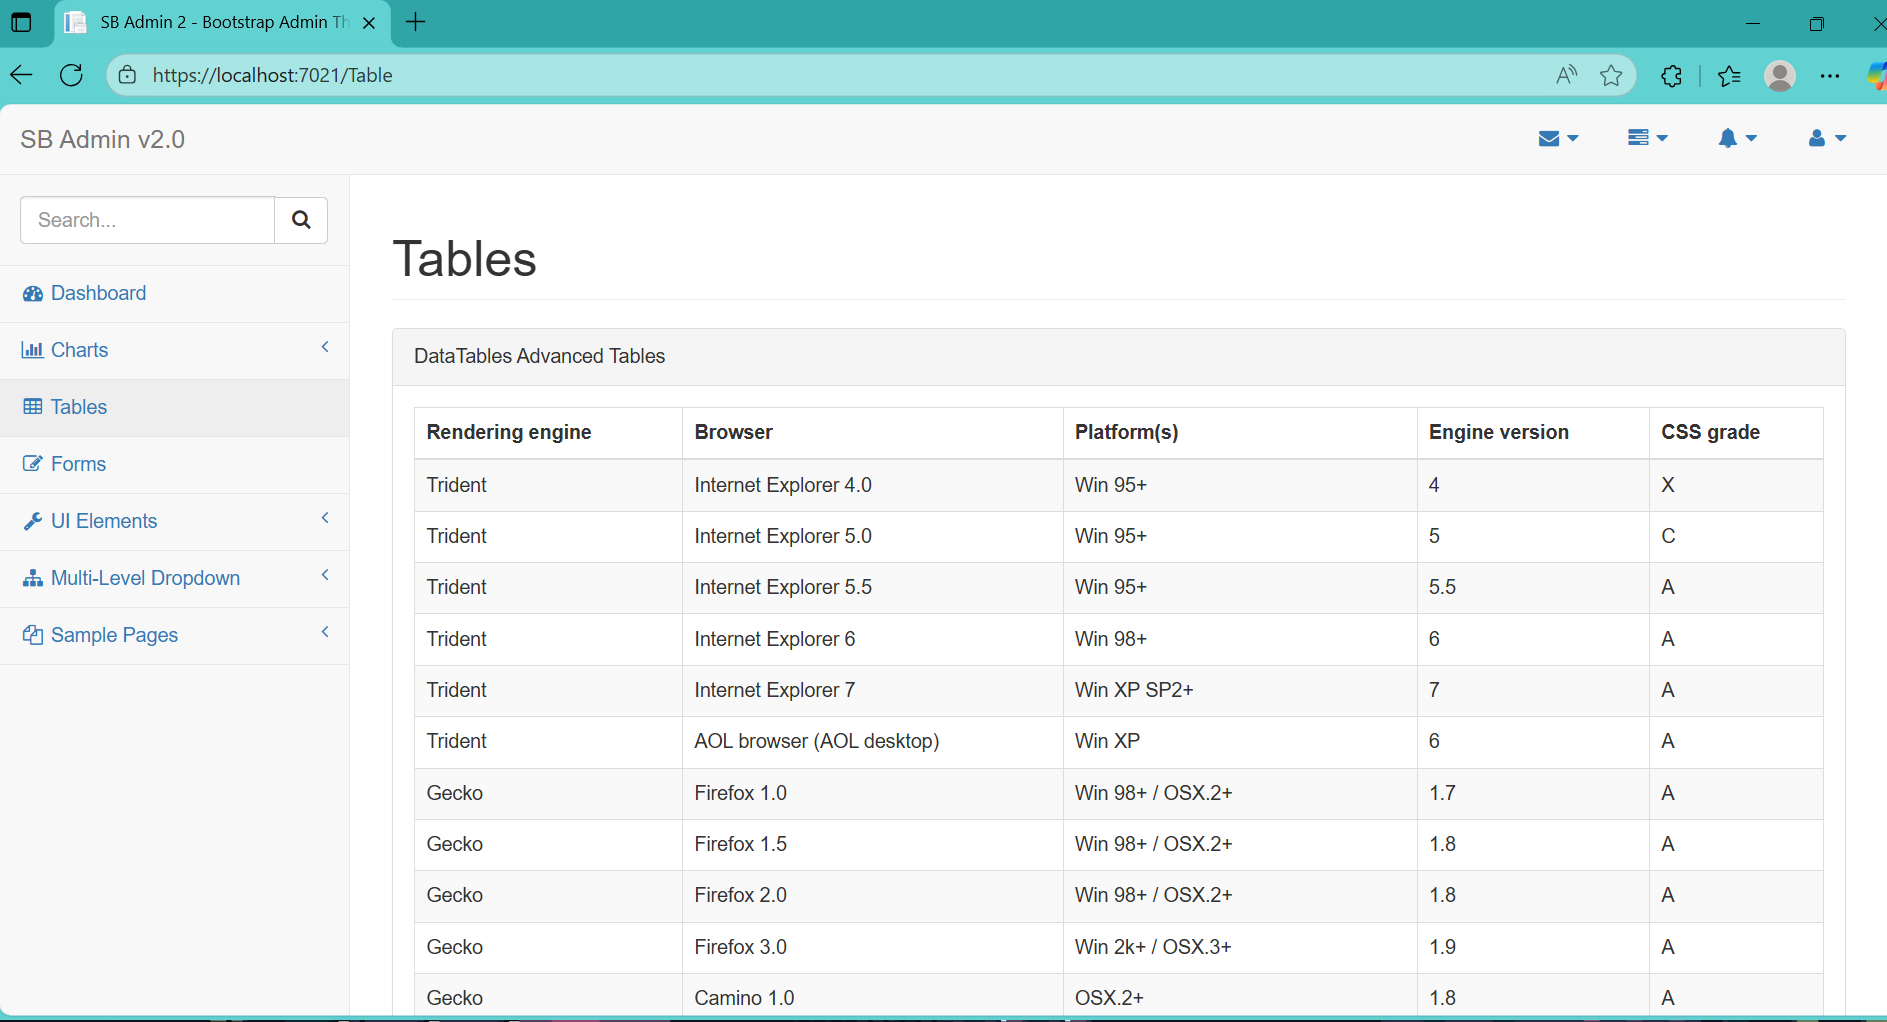 SB Admin 2 - Bootstrap Admin Th
https://localhost:7021/Table
SB Admin v2.0
Search...
Dashboard
Charts
Tables
Forms
UI Elements
Multi-Level Dropdown
Sample Pages
Tables
DataTables Advanced Tables
Rendering engine Browser Platform(s) Engine version CSS grade
Trident Internet Explorer 4.0 Win 95+ 4 X
Trident Internet Explorer 5.0 Win 95+ 5 C
Trident Internet Explorer 5.5 Win 95+ 5.5 A
Trident Internet Explorer 6 Win 98+ 6 A
Trident Internet Explorer 7 Win XP SP2+ 7 A
Trident AOL browser (AOL desktop) Win XP 6 A
Gecko Firefox 1.0 Win 98+ / OSX.2+ 1.7 A
Gecko Firefox 1.5 Win 98+ / OSX.2+ 1.8 A
Gecko Firefox 2.0 Win 98+ / OSX.2+ 1.8 A
Gecko Firefox 3.0 Win 2k+ / OSX.3+ 1.9 A
Gecko Camino 1.0 OSX.2+ 1.8 A